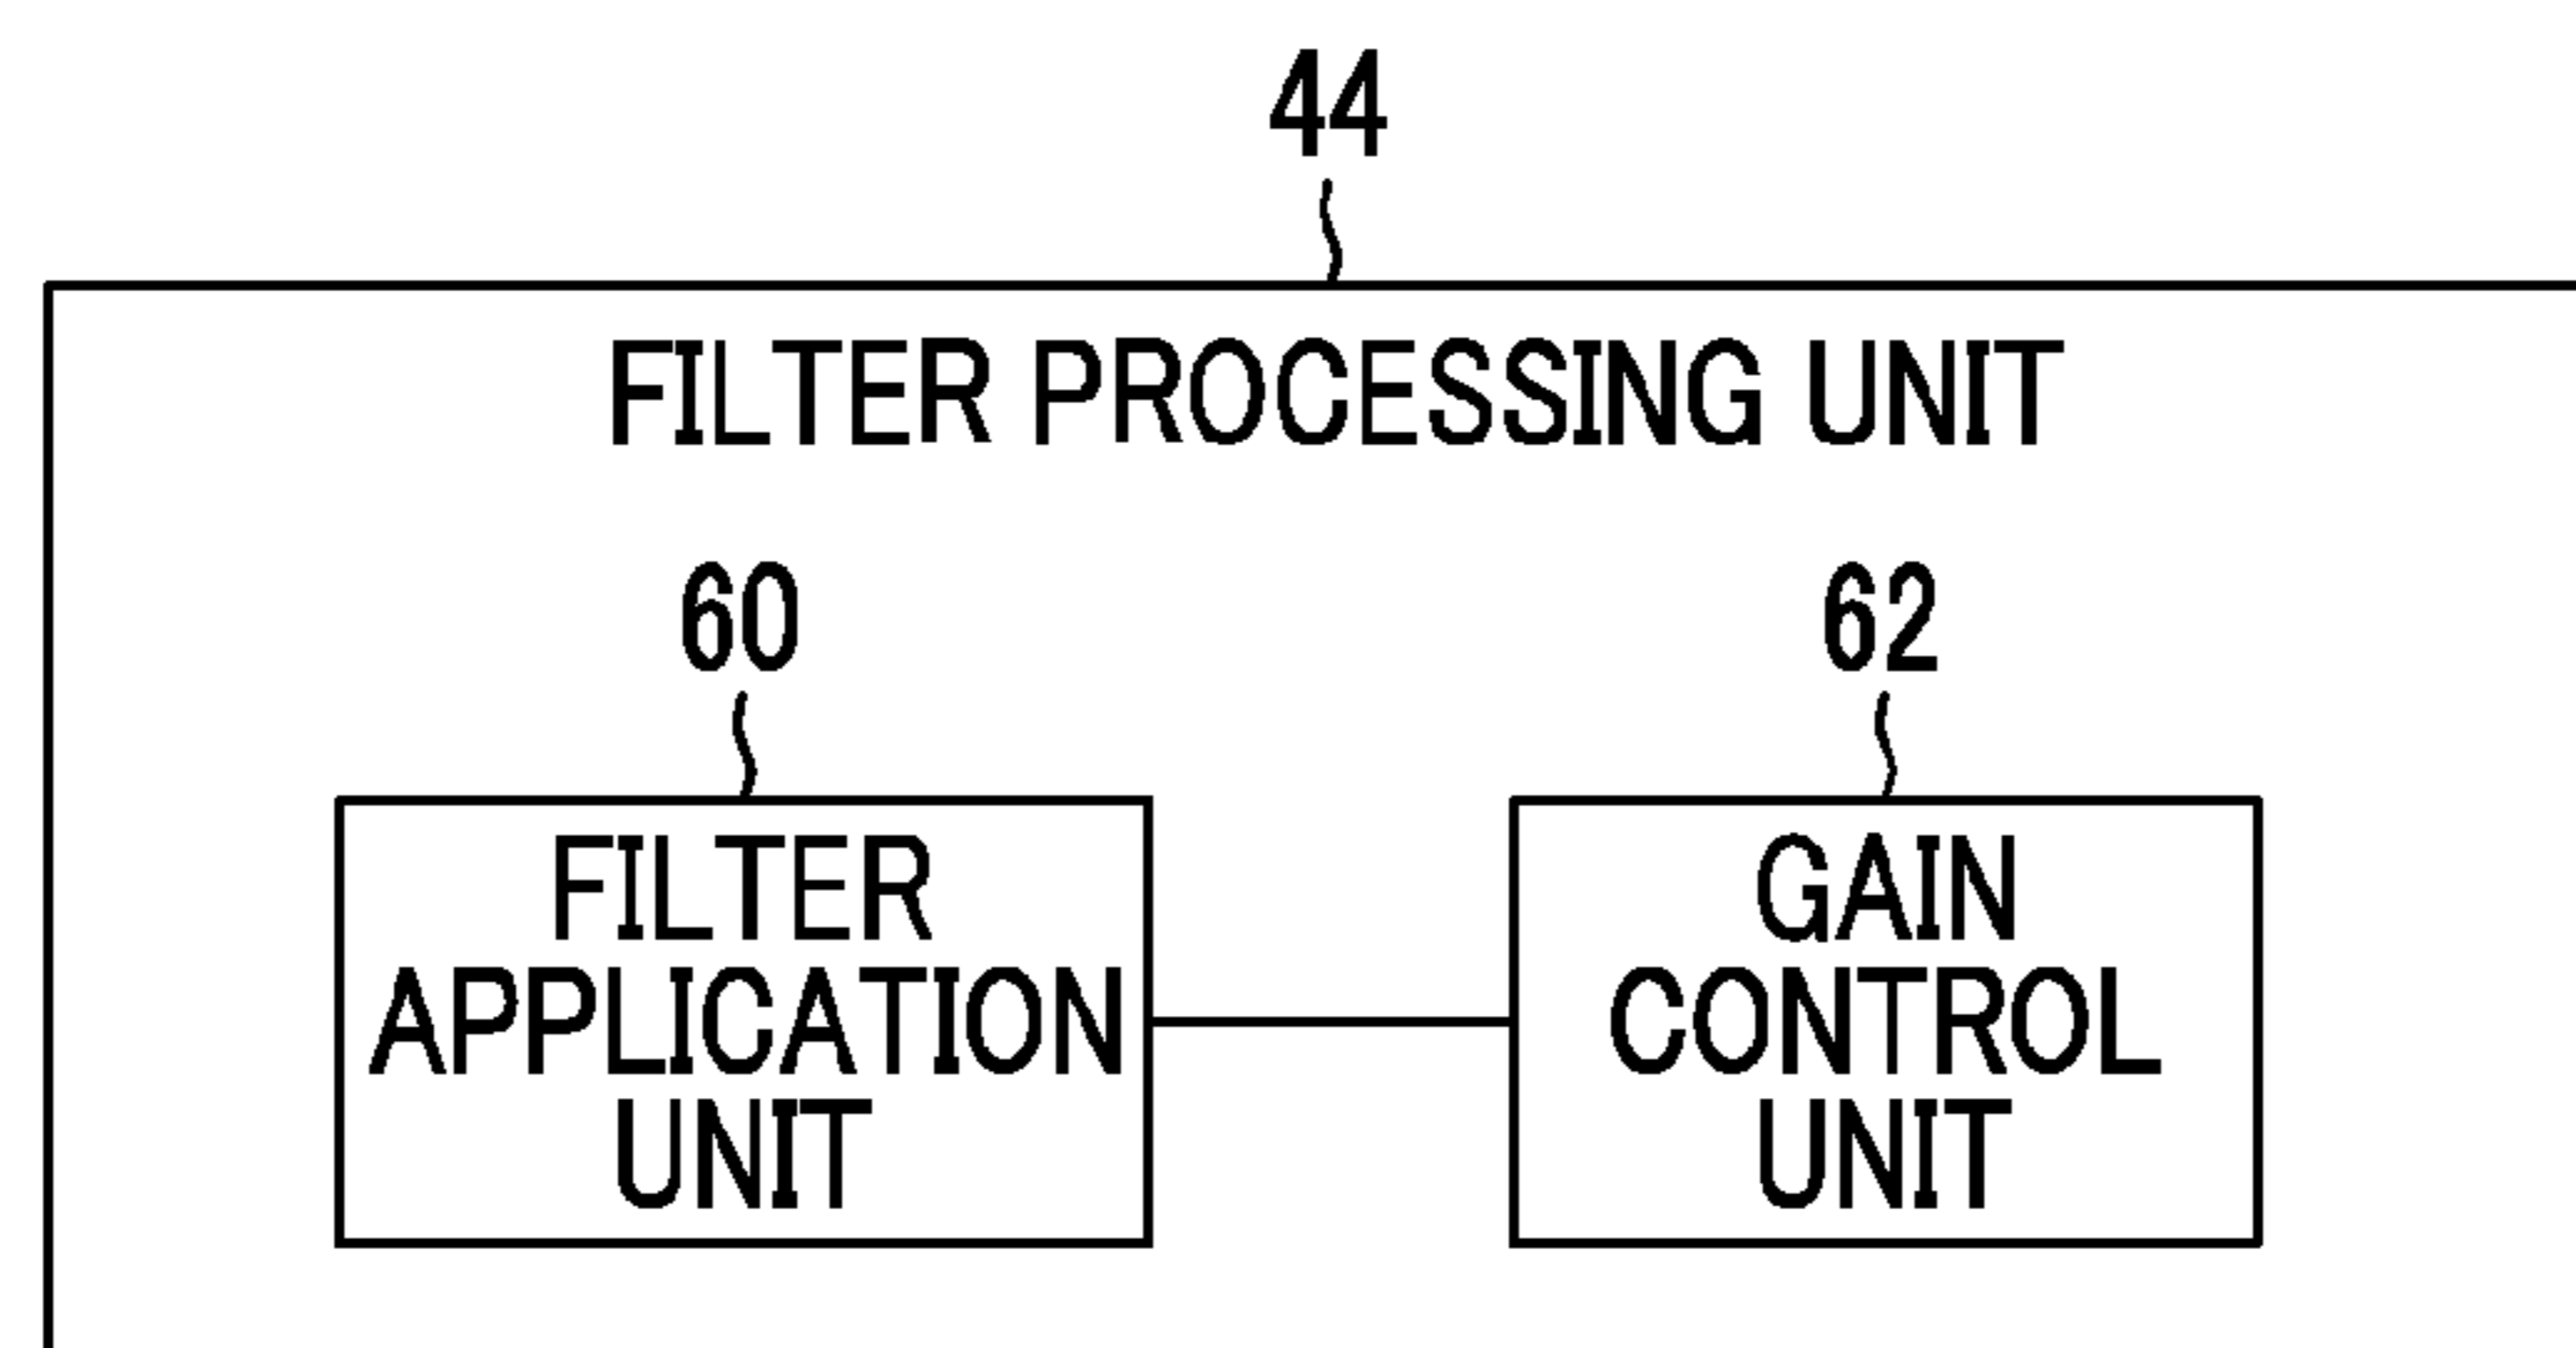 44
FILTER PROCESSING UNIT
60
62
FILTER
APPLICATION
UNIT
GAIN
CONTROL
UNIT